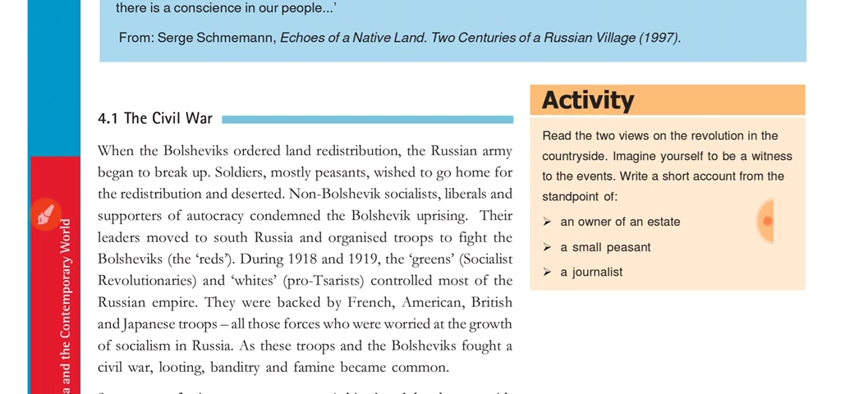 there is a conscience in our people...'
From: Serge Schmemann, Echoes of a Native Land. Two Centuries of a Russian Village (1997).
4.1 The Civil War
When the Bolsheviks ordered land redistribution, the Russian army
began to break up. Soldiers, mostly peasants, wished to go home for
the redistribution and deserted. Non-Bolshevik socialists, liberals and
supporters of autocracy condemned the Bolshevik uprising. Their
leaders moved to south Russia and organised troops to fight the
Bolsheviks (the 'reds'). During 1918 and 1919, the 'greens' (Socialist
Revolutionaries) and 'whites' (pro-Tsarists) controlled most of the
Russian empire. They were backed by French, American, British
and Japanese troops – all those forces who were worried at the growth
of socialism in Russia. As these troops and the Bolsheviks fought a
civil war, looting, banditry and famine became common.
Activity
Read the two views on the revolution in the
countryside. Imagine yourself to be a witness
to the events. Write a short account from the
standpoint of:
➢ an owner of an estate
➢ a small peasant
➢ a journalist
and the Contemporary World